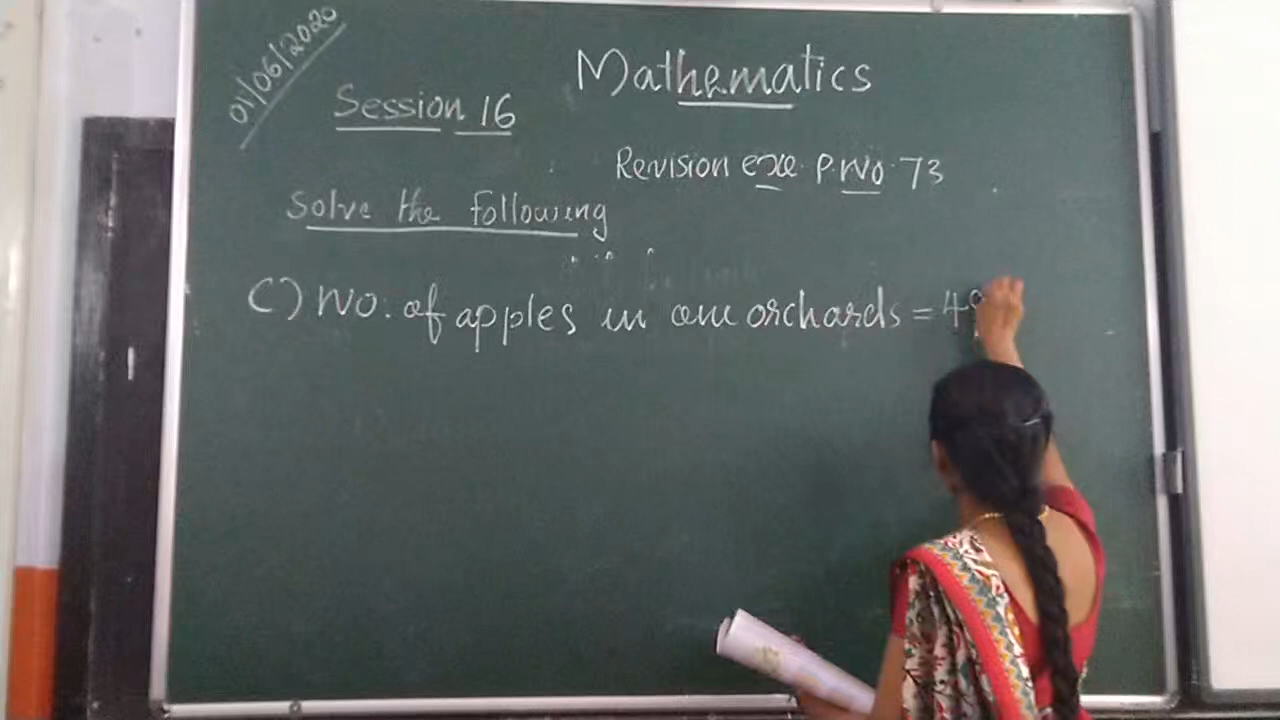 01/06/2020
Mathematics
Session 16
Revision exe. P.No. 73
Solve the following
C) No. of apples in one orchards = 49